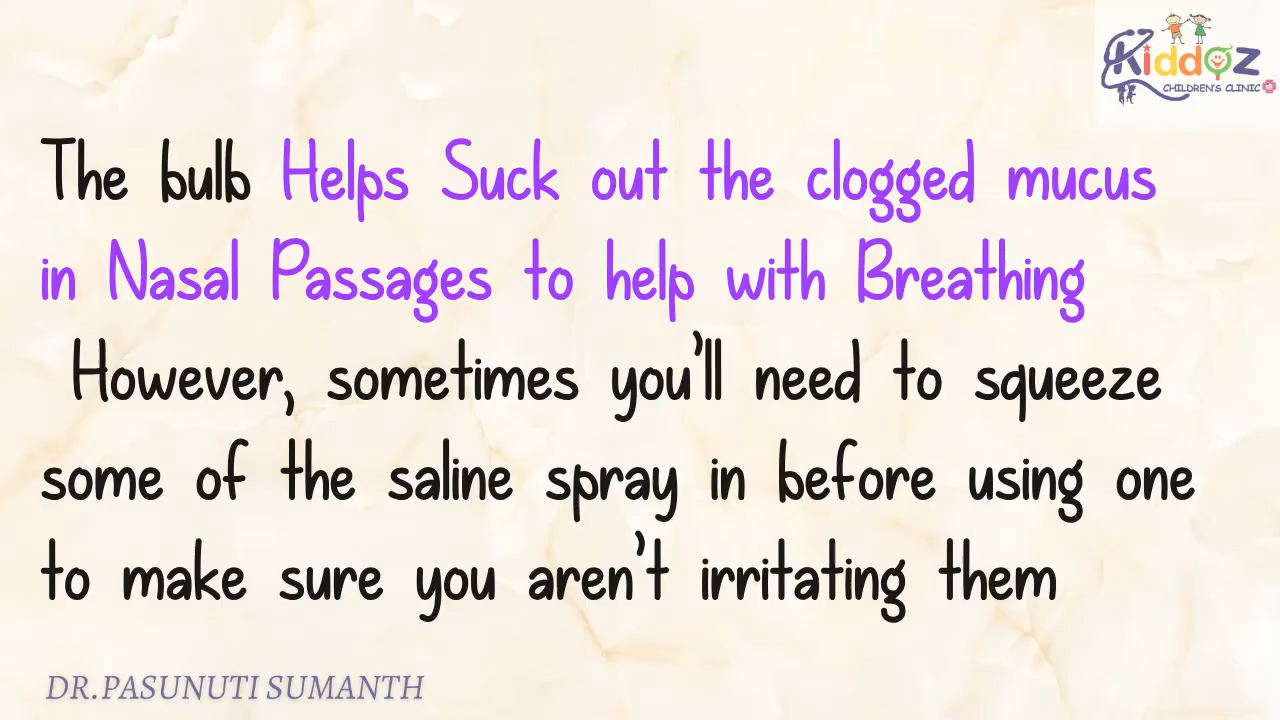 Kiddoz
CHILDREN'S CLINIC
The bulb Helps Suck out the clogged mucus
in Nasal Passages to help with Breathing
However, sometimes you'll need to squeeze
some of the saline spray in before using one
to make sure you aren't irritating them
DR.PASUNUTI SUMANTH